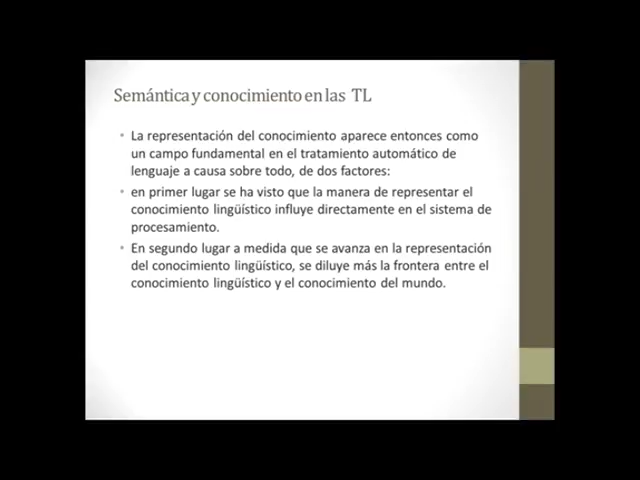 Semántica y conocimiento en las TL
• La representación del conocimiento aparece entonces como
un campo fundamental en el tratamiento automático de
lenguaje a causa sobre todo, de dos factores:
• en primer lugar se ha visto que la manera de representar el
conocimiento lingüístico influye directamente en el sistema de
procesamiento.
• En segundo lugar a medida que se avanza en la representación
del conocimiento lingüístico, se diluye más la frontera entre el
conocimiento lingüístico y el conocimiento del mundo.